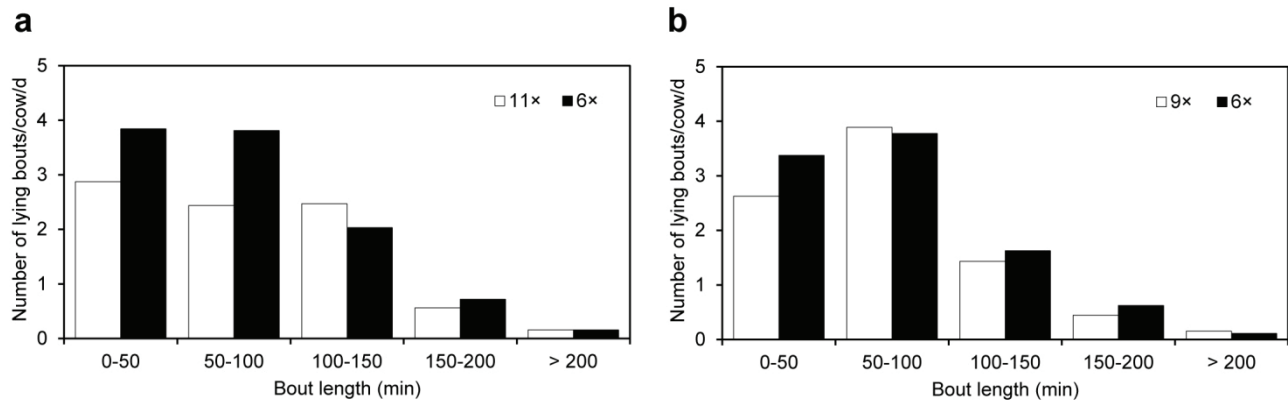 a
5
4
3
2
1
0
Number of lying bouts/cow/d
11× 6×
0-50 50-100 100-150 150-200 > 200
Bout length (min)
b
5
4
3
2
1
0
Number of lying bouts/cow/d
9× 6×
0-50 50-100 100-150 150-200 > 200
Bout length (min)